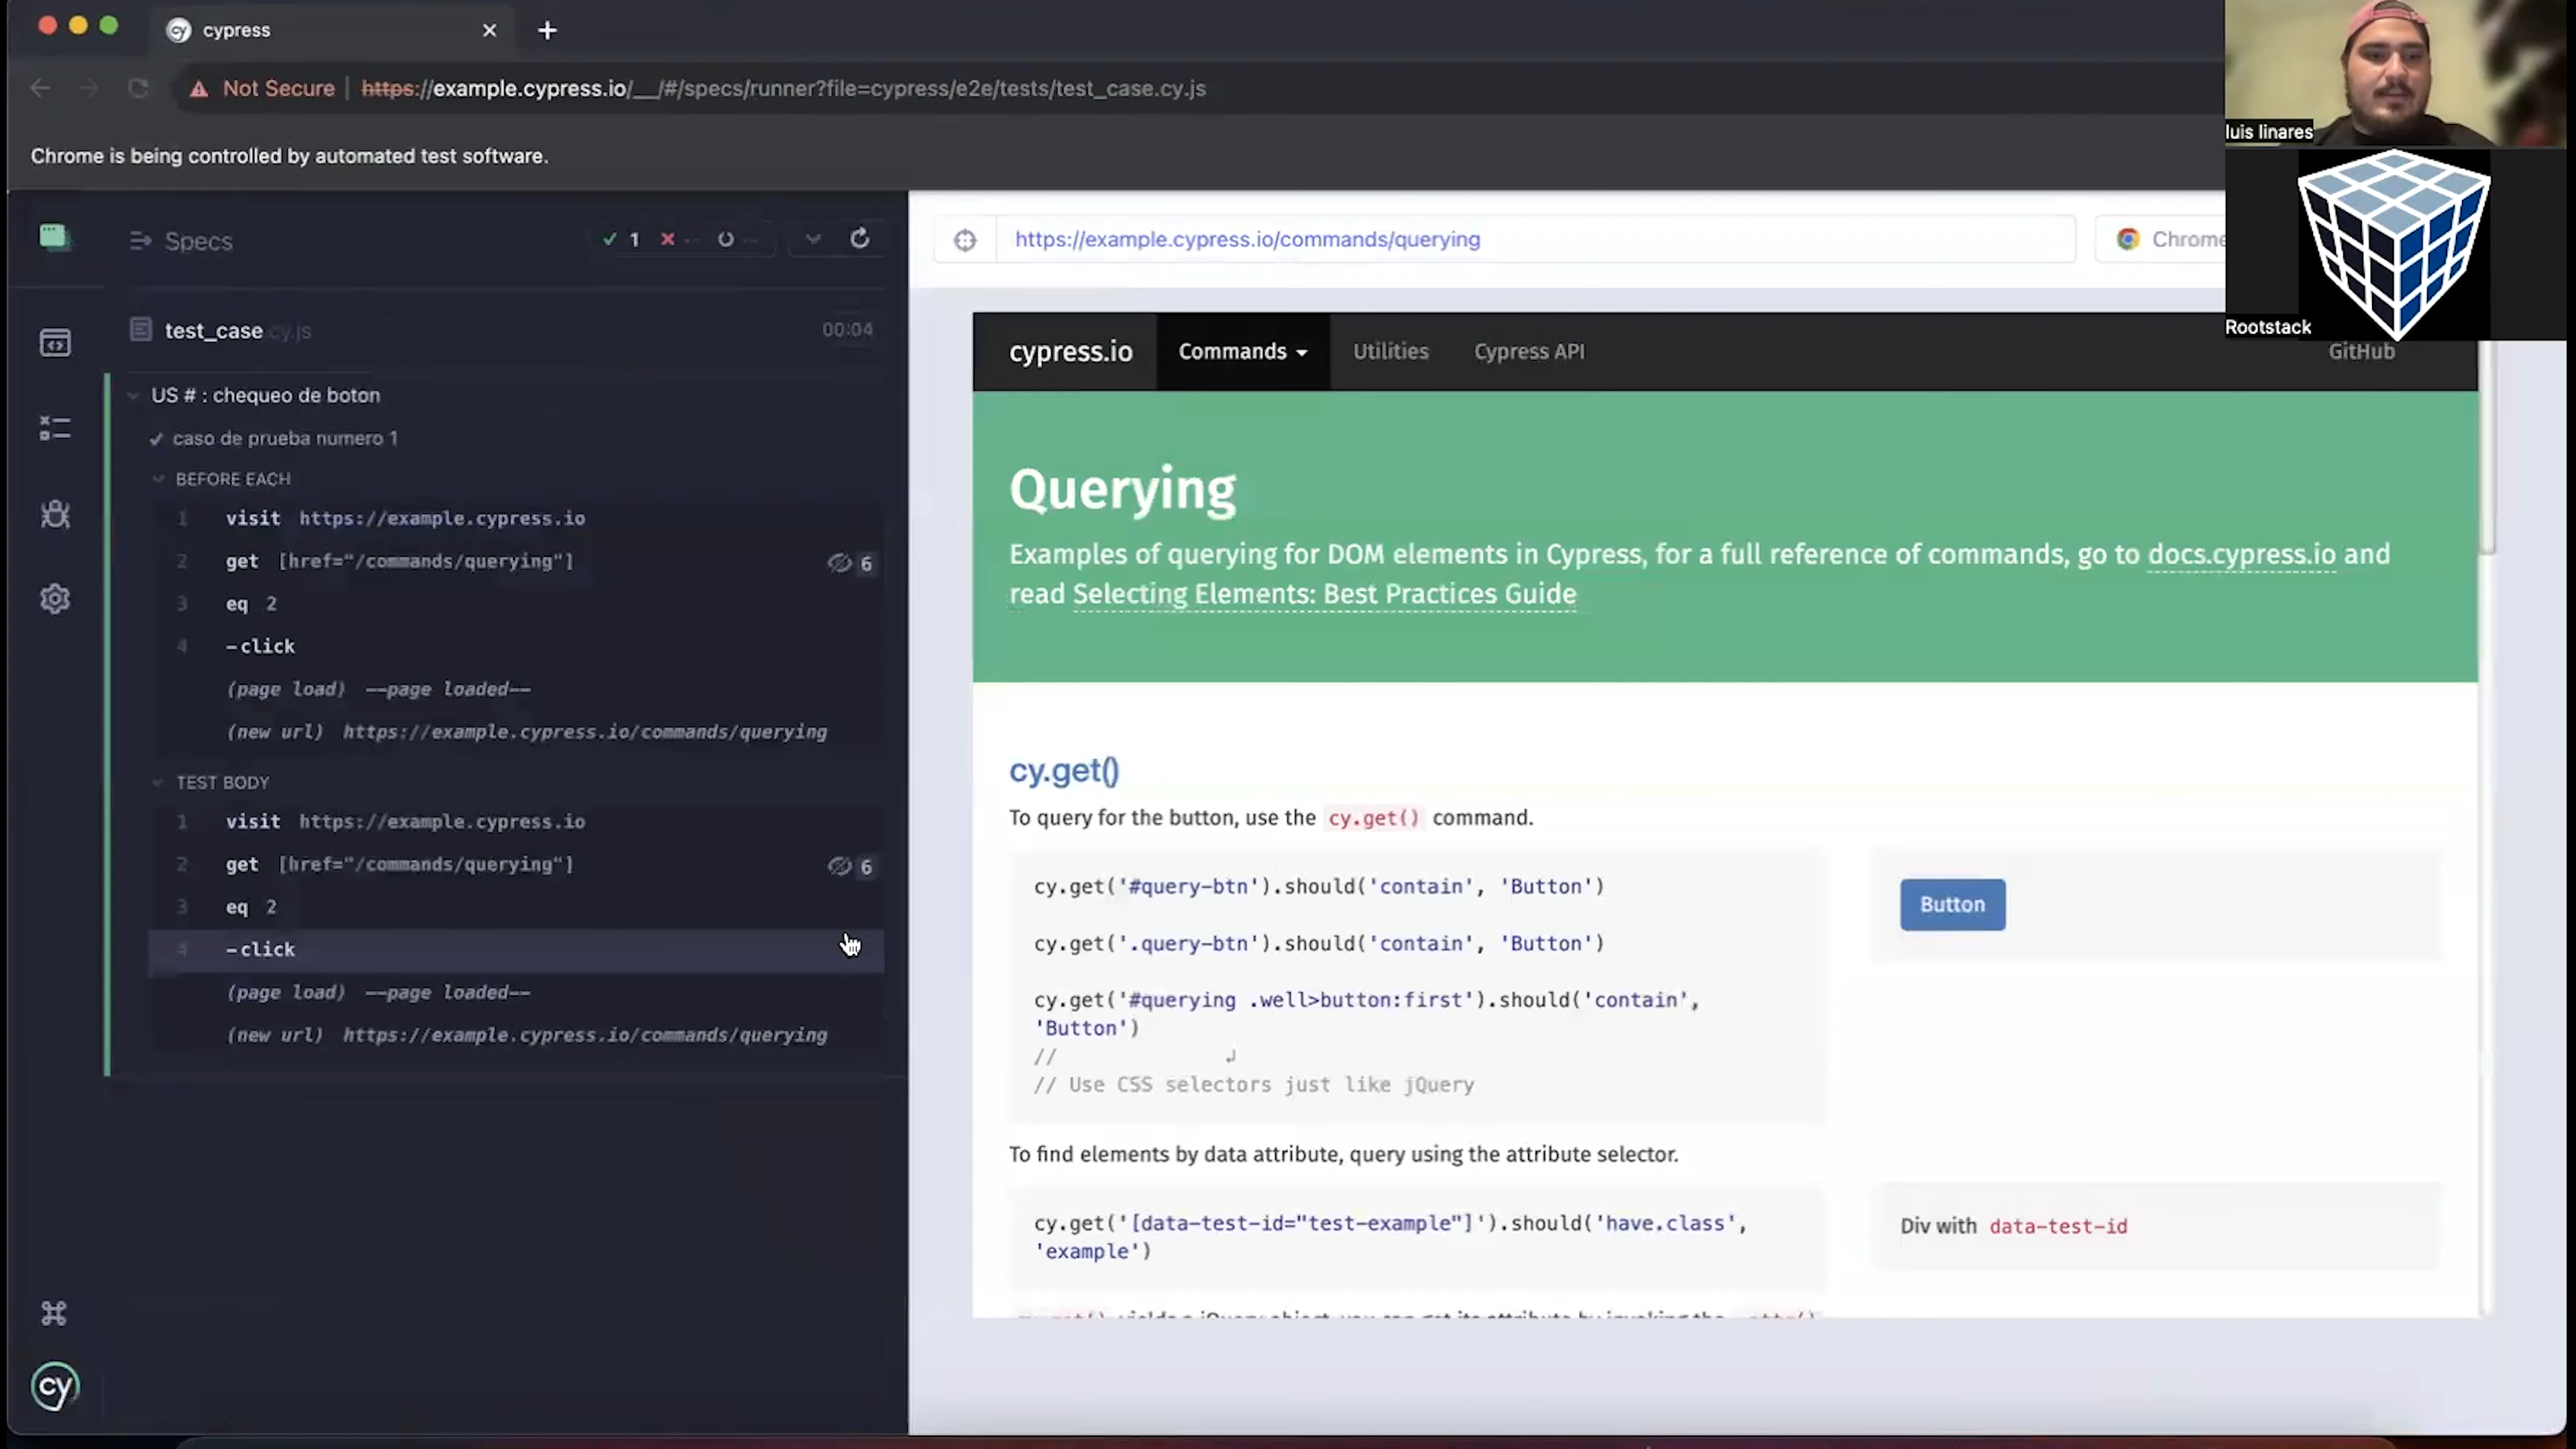 cypress
Not Secure | https://example.cypress.io/__/#/specs/runner?file=cypress/e2e/tests/test_case.cy.js
Chrome is being controlled by automated test software.
luis linares
Rootstack
Specs
1
--
--
test_case.cy.js
00:04
US # : chequeo de boton
caso de prueba numero 1
BEFORE EACH
1 visit https://example.cypress.io
2 get [href="/commands/querying"]
6
3 eq 2
4 -click
(page load) --page loaded--
(new url) https://example.cypress.io/commands/querying
TEST BODY
1 visit https://example.cypress.io
2 get [href="/commands/querying"]
6
3 eq 2
4 -click
(page load) --page loaded--
(new url) https://example.cypress.io/commands/querying
cy
https://example.cypress.io/commands/querying
Chrome
cypress.io
Commands
Utilities
Cypress API
GitHub
Querying
Examples of querying for DOM elements in Cypress, for a full reference of commands, go to docs.cypress.io and
read Selecting Elements: Best Practices Guide
cy.get()
To query for the button, use the cy.get() command.
cy.get('#query-btn').should('contain', 'Button')
cy.get('.query-btn').should('contain', 'Button')
cy.get('#querying .well>button:first').should('contain',
'Button')
// ↲
// Use CSS selectors just like jQuery
Button
To find elements by data attribute, query using the attribute selector.
cy.get('[data-test-id="test-example"]').should('have.class',
'example')
Div with data-test-id